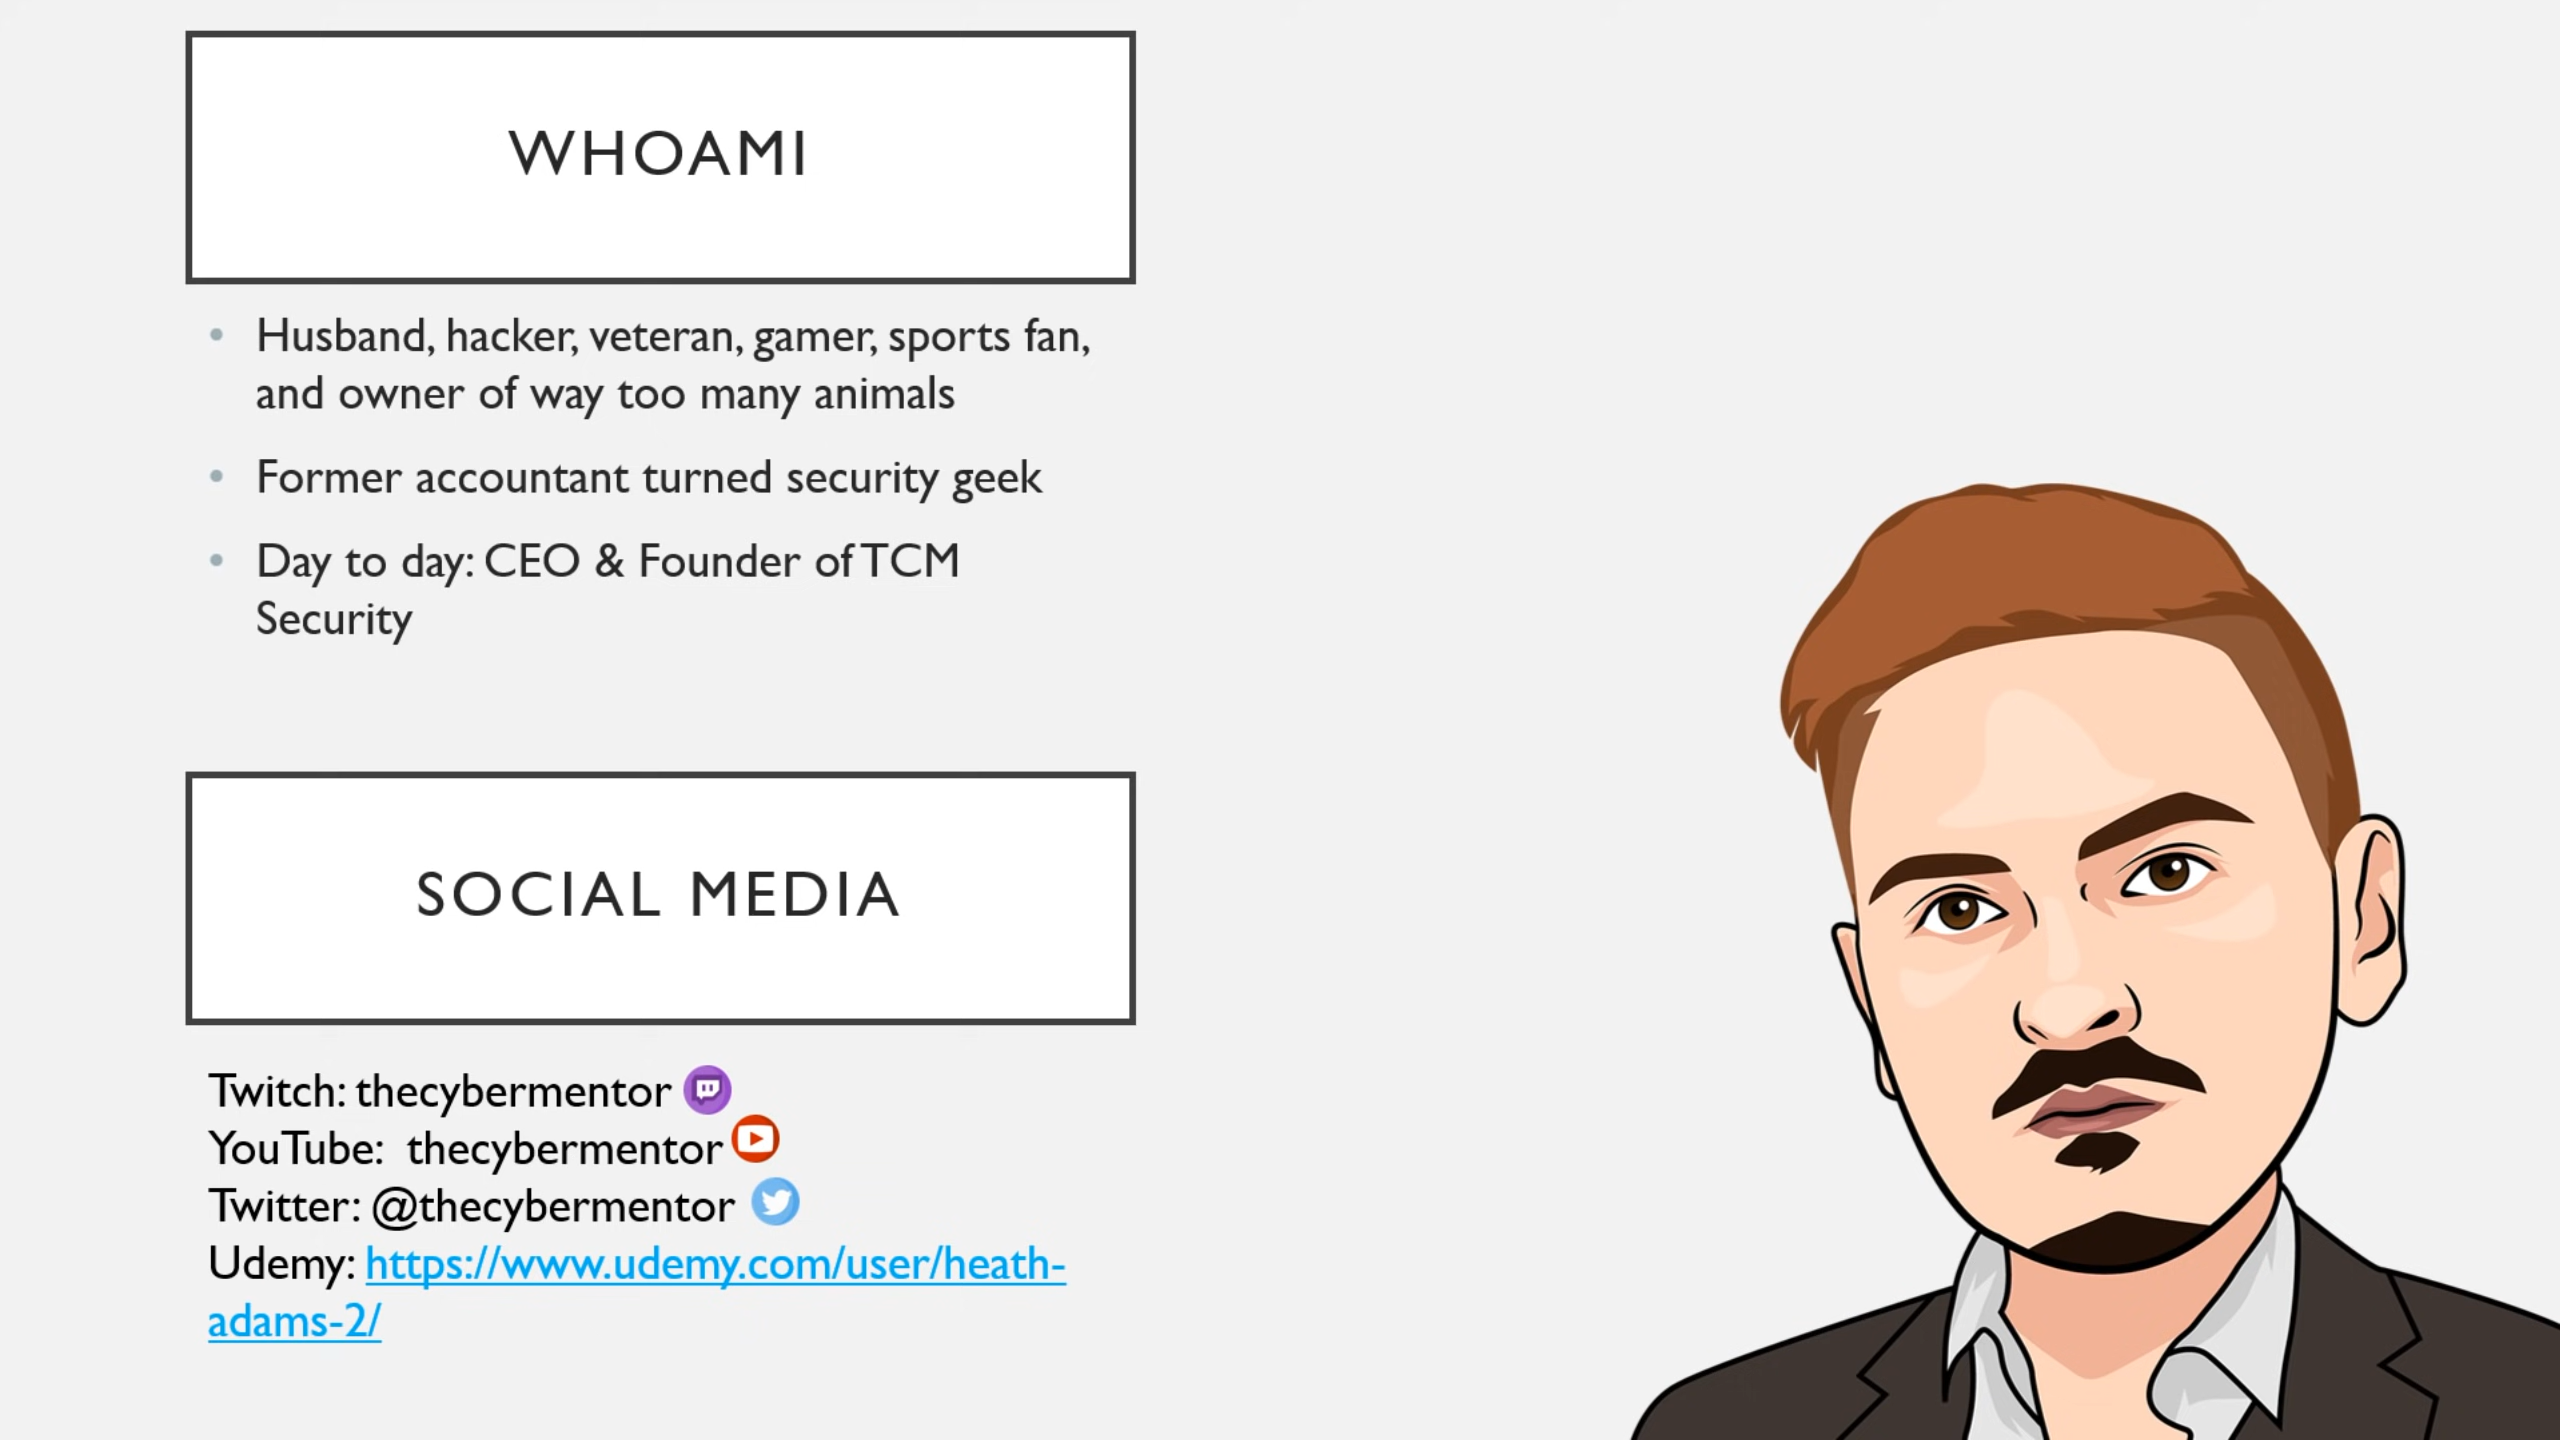 WHOAMI
• Husband, hacker, veteran, gamer, sports fan,
and owner of way too many animals
• Former accountant turned security geek
• Day to day: CEO & Founder of TCM
Security
SOCIAL MEDIA
Twitch: thecybermentor
YouTube: thecybermentor
Twitter: @thecybermentor
Udemy: https://www.udemy.com/user/heath-
adams-2/